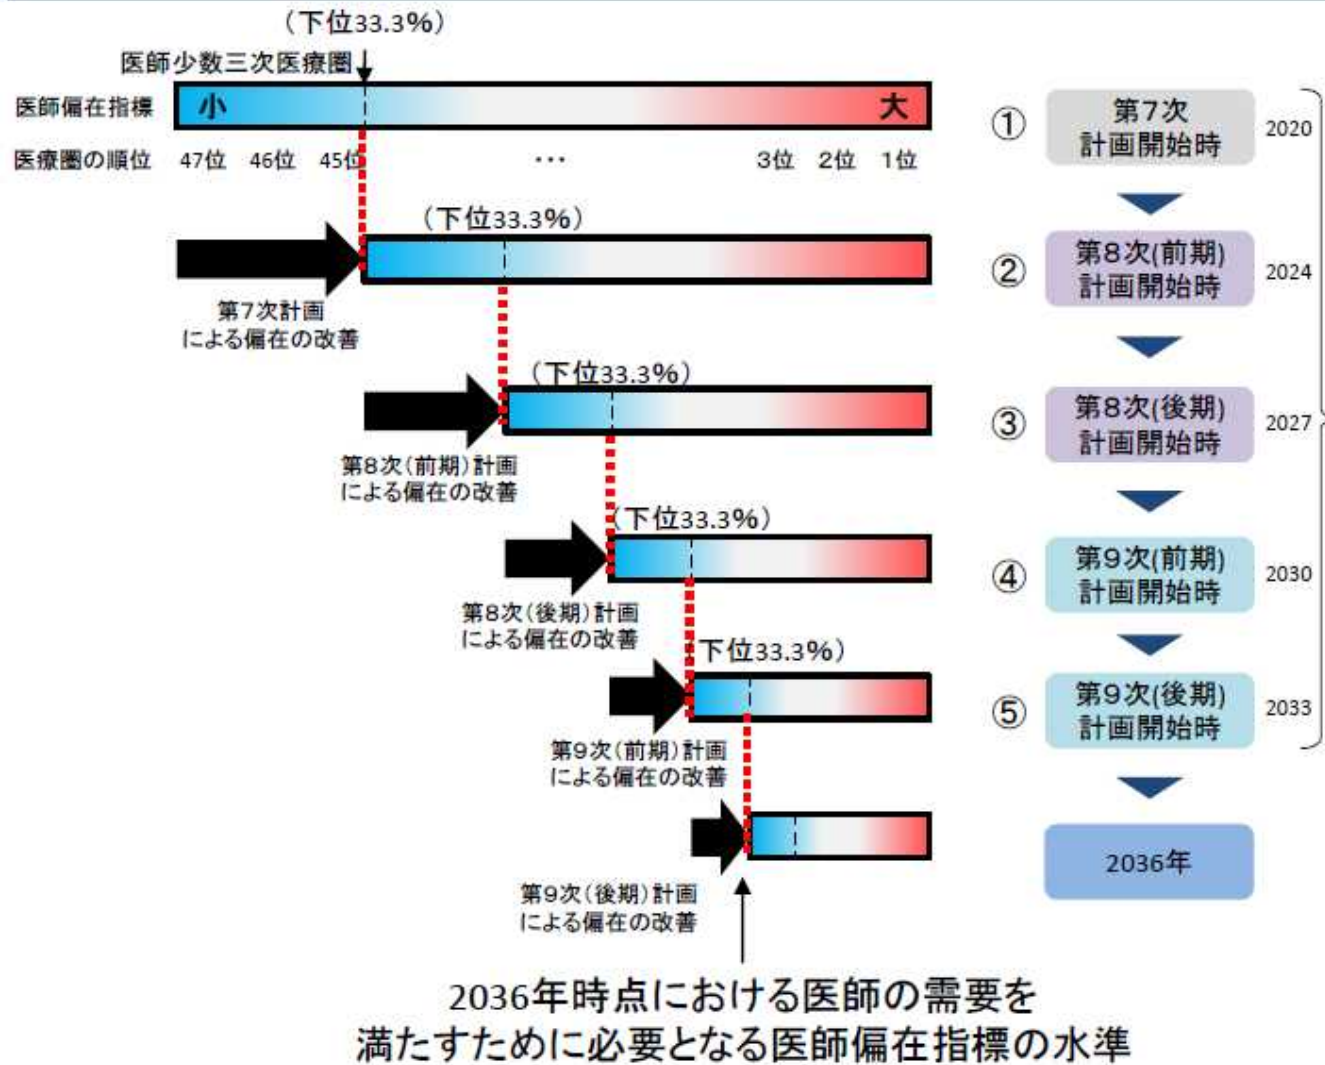 （下位33.3％）
医師少数三次医療圏
医師偏在指標
小
大
医療圏の順位
47位 46位 45位 … 3位 2位 1位
①
第7次
計画開始時
2020
（下位33.3％）
第7次計画
による偏在の改善
②
第8次(前期)
計画開始時
2024
（下位33.3％）
第8次（前期）計画
による偏在の改善
③
第8次(後期)
計画開始時
2027
（下位33.3％）
第8次（後期）計画
による偏在の改善
④
第9次(前期)
計画開始時
2030
（下位33.3％）
第9次（前期）計画
による偏在の改善
⑤
第9次(後期)
計画開始時
2033
第9次（後期）計画
による偏在の改善
2036年
2036年時点における医師の需要を
満たすために必要となる医師偏在指標の水準